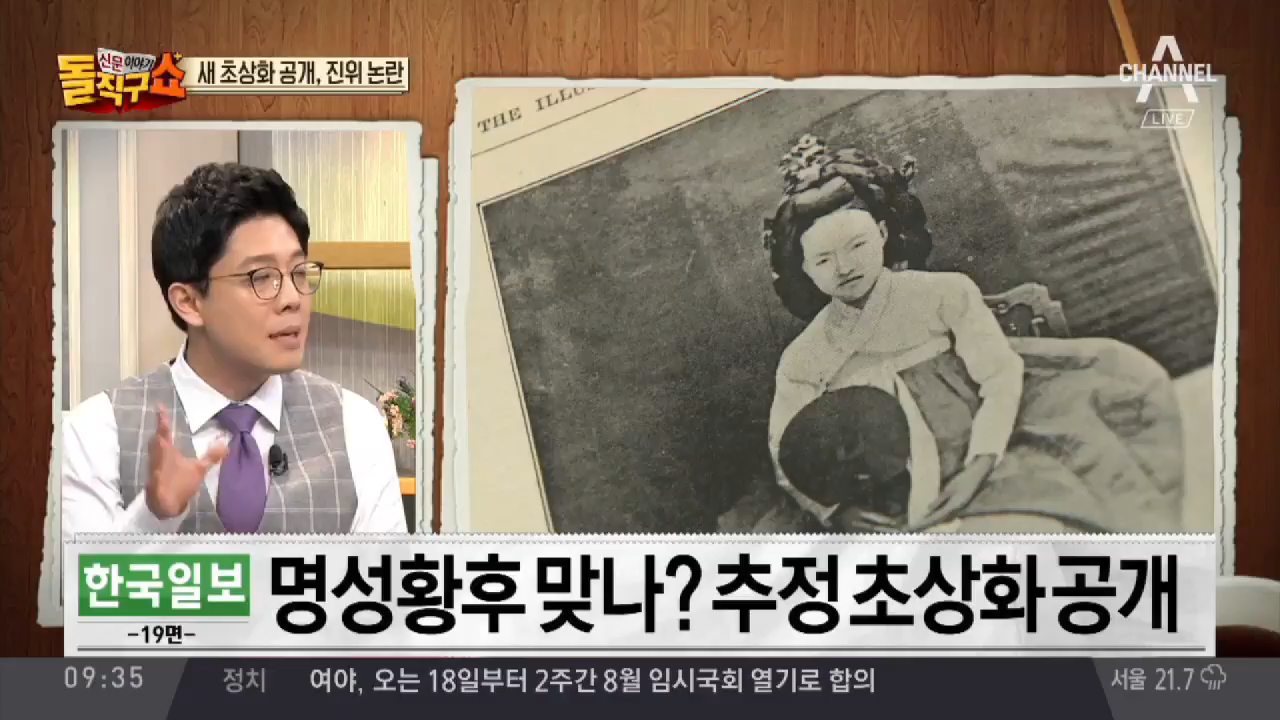 신문이야기
돌직구쇼
새 초상화 공개, 진위 논란
CHANNEL A
LIVE
THE ILLUS
한국일보
-19면-
명성황후 맞나? 추정 초상화 공개
09:35 정치 여야, 오는 18일부터 2주간 8월 임시국회 열기로 합의 서울 21.7